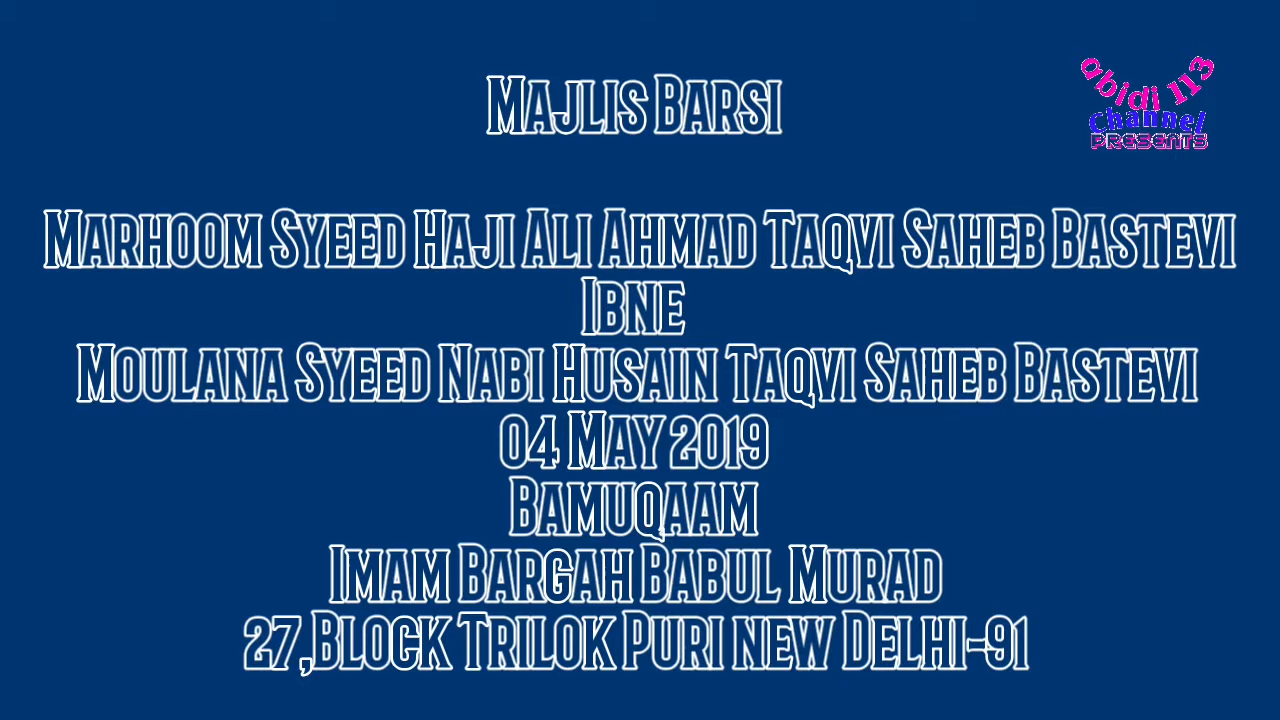 Majlis Barsi
abidi 113
Channel
PRESENTS
Marhoom Syeed Haji Ali Ahmad Taqvi Saheb Bastevi
Ibne
Moulana Syeed Nabi Husain Taqvi Saheb Bastevi
04 May 2019
Bamuqaam
Imam Bargah Babul Murad
27,Block Trilok Puri new Delhi-91